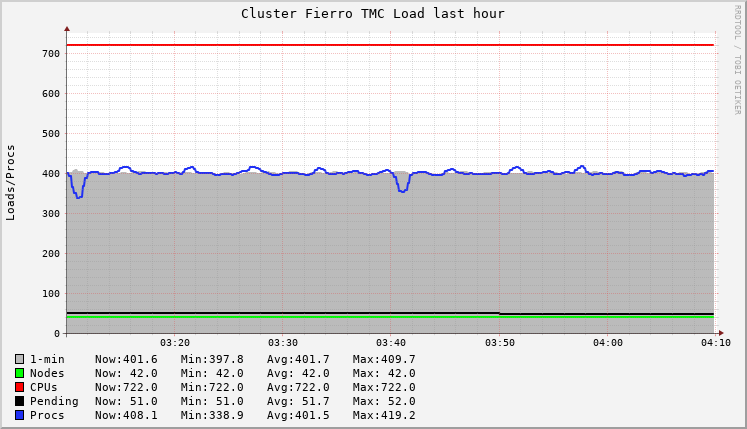 Cluster Fierro TMC Load last hour
RRDTOOL / TOBI OETIKER
Loads/Procs
700
600
500
400
300
200
100
0
03:20 03:30 03:40 03:50 04:00 04:10
1-min Now:401.6 Min:397.8 Avg:401.7 Max:409.7
Nodes Now: 42.0 Min: 42.0 Avg: 42.0 Max: 42.0
CPUs Now:722.0 Min:722.0 Avg:722.0 Max:722.0
Pending Now: 51.0 Min: 51.0 Avg: 51.7 Max: 52.0
Procs Now:408.1 Min:338.9 Avg:401.5 Max:419.2